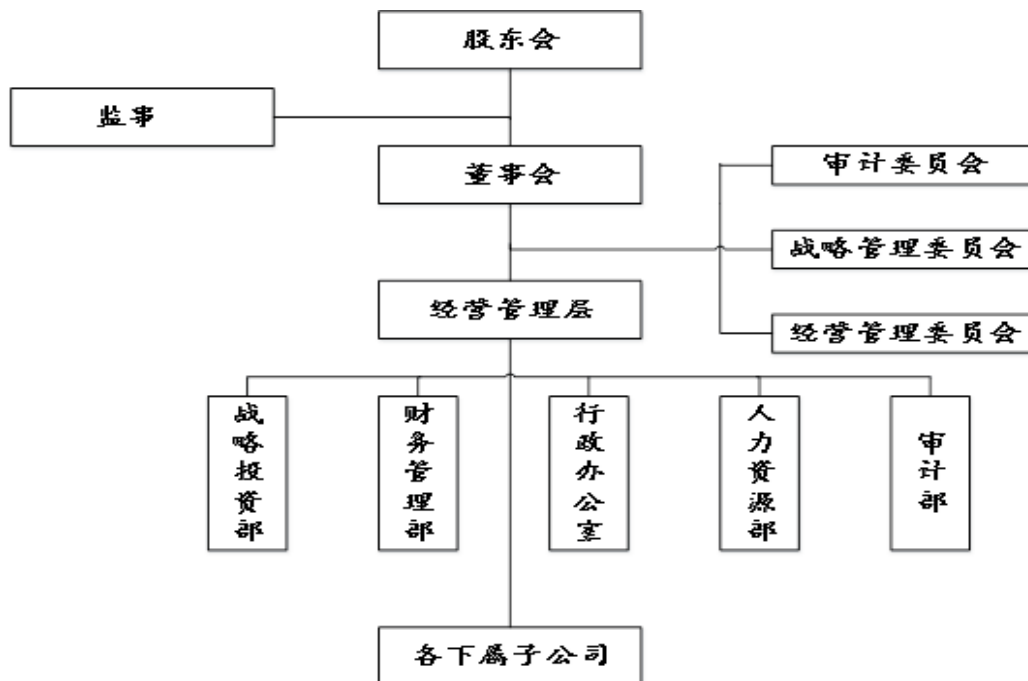 股东会
监事
董事会
审计委员会
战略管理委员会
经营管理层
经营管理委员会
战略投资部
财务管理部
行政办公室
人力资源部
审计部
各下属子公司